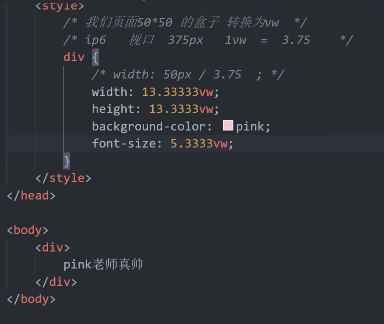 <style>
/* 我们页面50*50 的盒子 转换为vw */
/* ip6 视口 375px 1vw = 3.75 */
div {
/* width: 50px / 3.75 ; */
width: 13.33333vw;
height: 13.3333vw;
background-color: pink;
font-size: 5.3333vw;
}
</style>
</head>
<body>
<div>
pink老师真帅
</div>
</body>